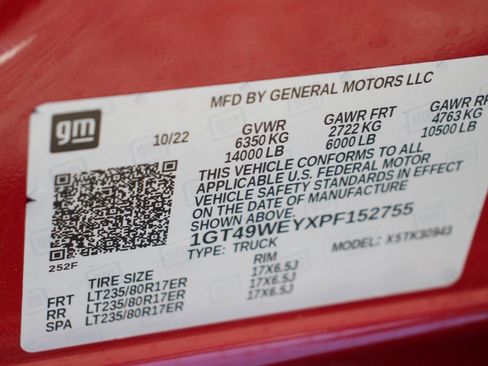 MFD BY GENERAL MOTORS LLC
gm
10/22
GVWR
6350 KG
14000 LB
GAWR FRT
2722 KG
6000 LB
GAWR RR
4763 KG
10500 LB
THIS VEHICLE CONFORMS TO ALL
APPLICABLE U.S. FEDERAL MOTOR
VEHICLE SAFETY STANDARDS IN EFFECT
ON THE DATE OF MANUFACTURE
SHOWN ABOVE.
1GT49WEYXPF152755
TYPE: TRUCK
MODEL: X5TK30943
252F
TIRE SIZE
RIM
FRT LT235/80R17ER 17X6.5J
RR LT235/80R17ER 17X6.5J
SPA LT235/80R17ER 17X6.5J